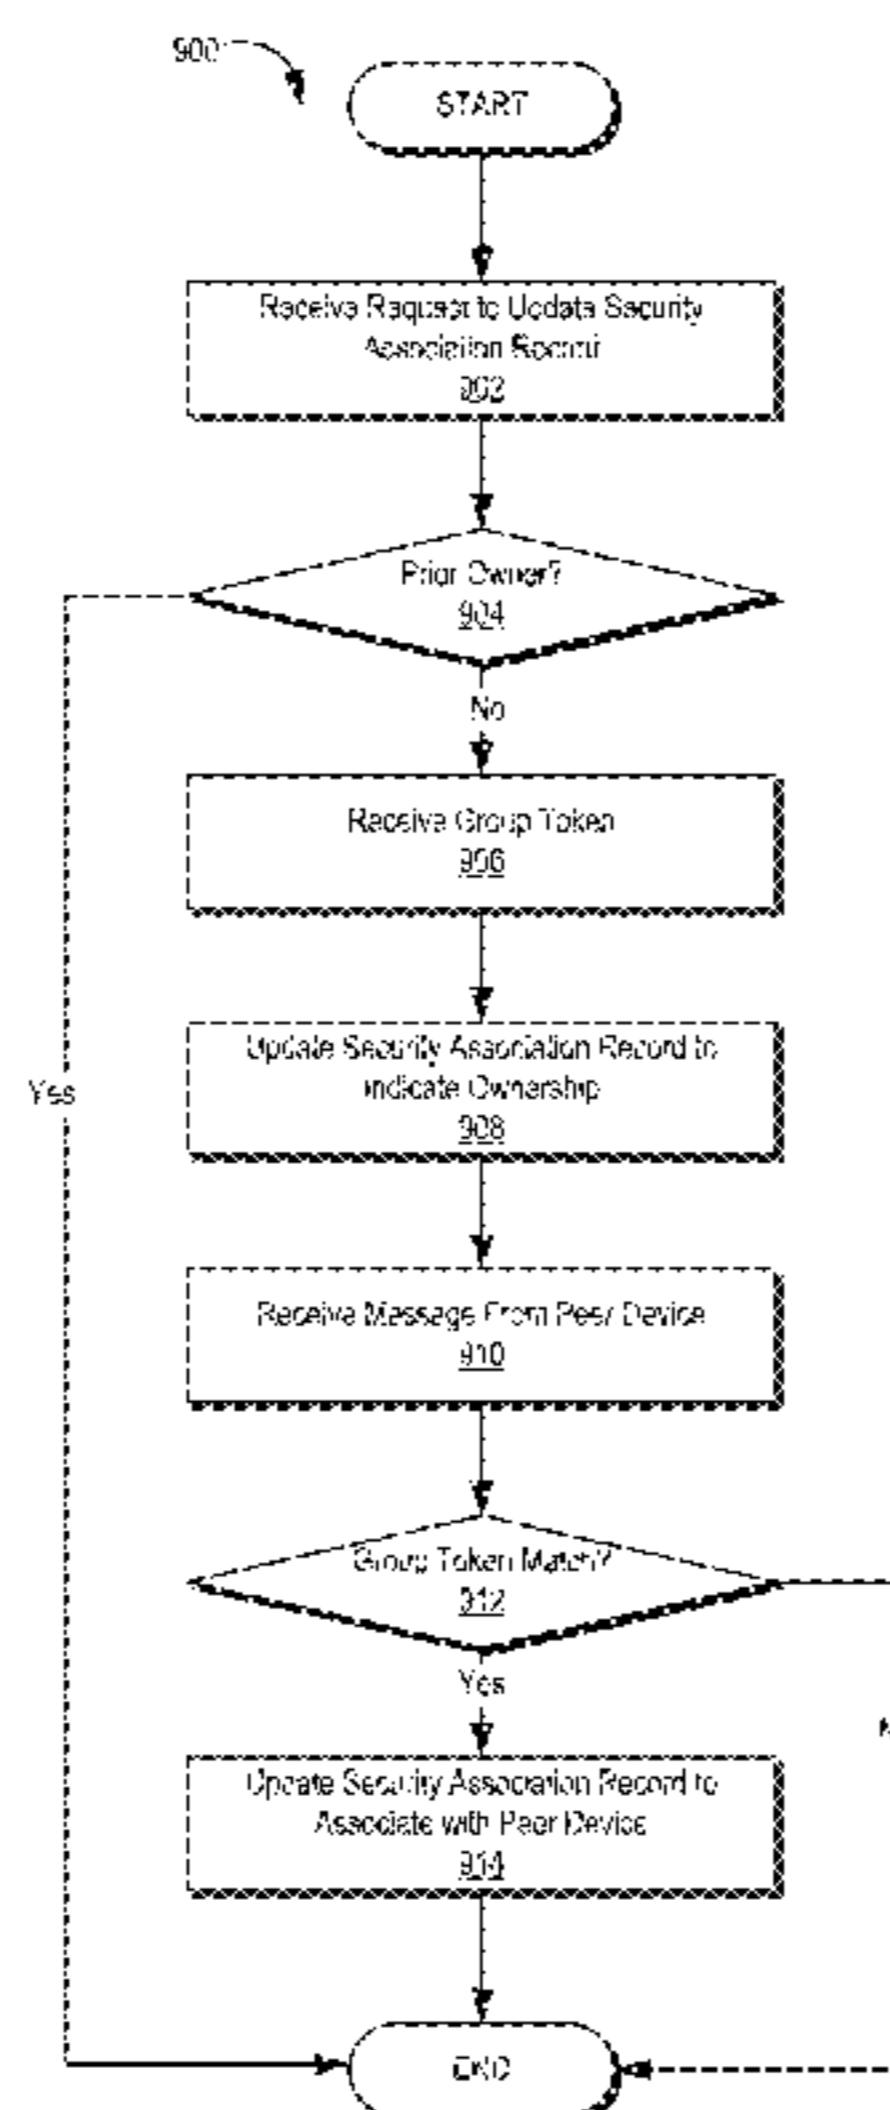 900
START
Receive Request to Update Security
Association Record
902
Prior Owner?
904
No
Receive Group Token
906
Update Security Association Record to
Indicate Ownership
908
Yes
Receive Message From Peer Device
910
Group Token Match?
912
Yes
Update Security Association Record to
Associate with Peer Device
914
END